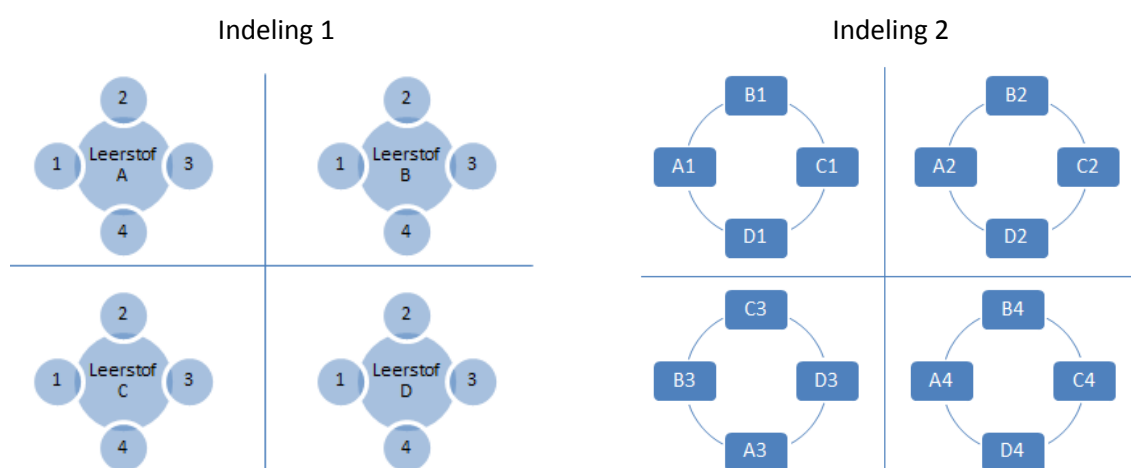 Indeling 1
2
1
Leerstof
A
3
4
2
1
Leerstof
B
3
4
2
1
Leerstof
C
3
4
2
1
Leerstof
D
3
4
Indeling 2
B1
A1
C1
D1
B2
A2
C2
D2
C3
B3
D3
A3
B4
A4
C4
D4